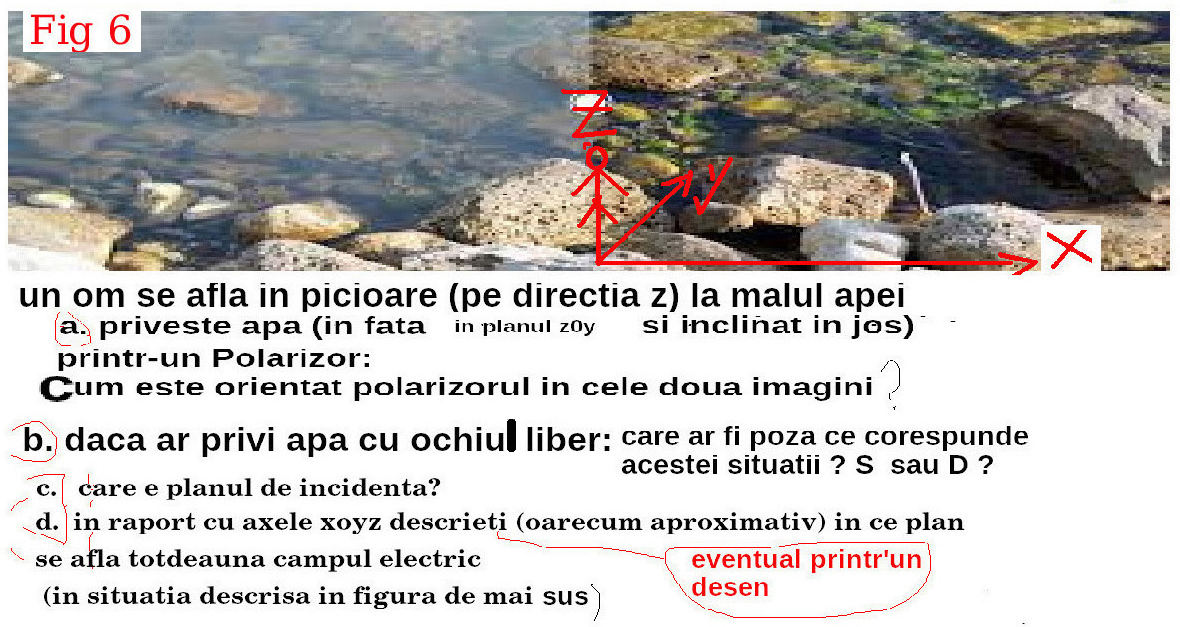 Fig 6
Z
y
X
un om se afla in picioare (pe directia z) la malul apei
a. priveste apa (in fata in planul z0y si inclinat in jos)
printr-un Polarizor:
Cum este orientat polarizorul in cele doua imagini ?
b. daca ar privi apa cu ochiul liber: care ar fi poza ce corespunde
acestei situatii ? S sau D ?
c. care e planul de incidenta?
d. in raport cu axele xoyz descrieti (oarecum aproximativ) in ce plan
se afla totdeauna campul electric
eventual printr'un
desen
(in situatia descrisa in figura de mai sus)